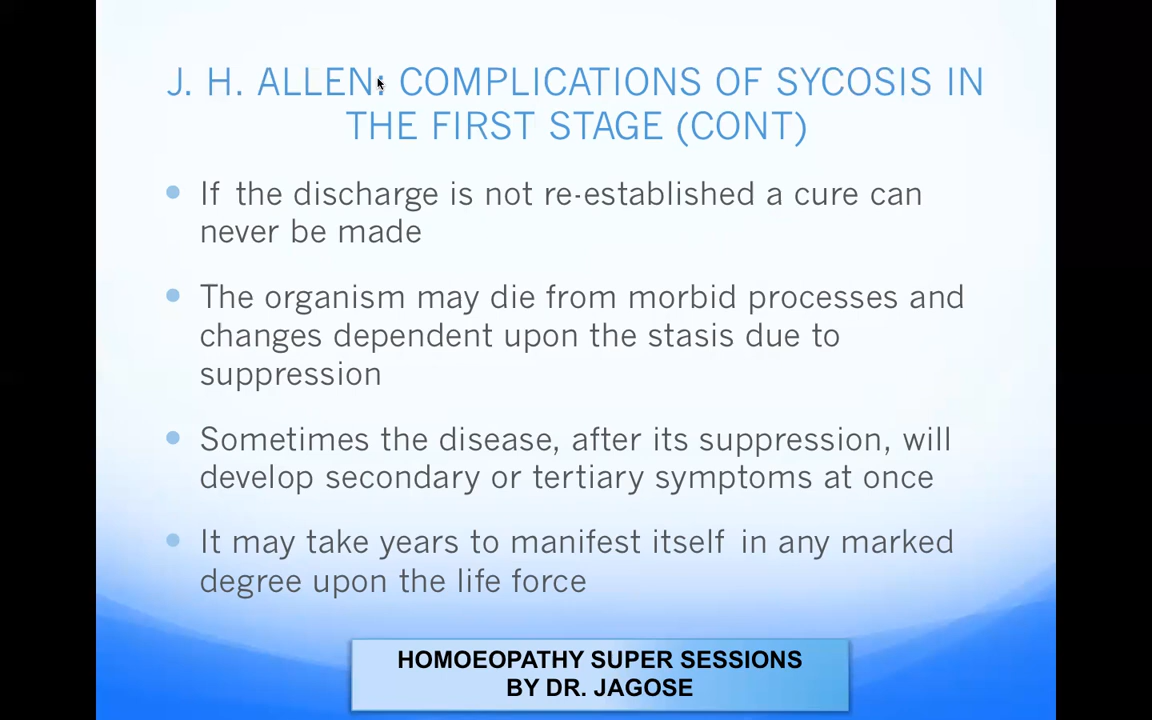 J. H. ALLEN: COMPLICATIONS OF SYCOSIS IN
THE FIRST STAGE (CONT)
If the discharge is not re-established a cure can
never be made
The organism may die from morbid processes and
changes dependent upon the stasis due to
suppression
Sometimes the disease, after its suppression, will
develop secondary or tertiary symptoms at once
It may take years to manifest itself in any marked
degree upon the life force
HOMOEOPATHY SUPER SESSIONS
BY DR. JAGOSE